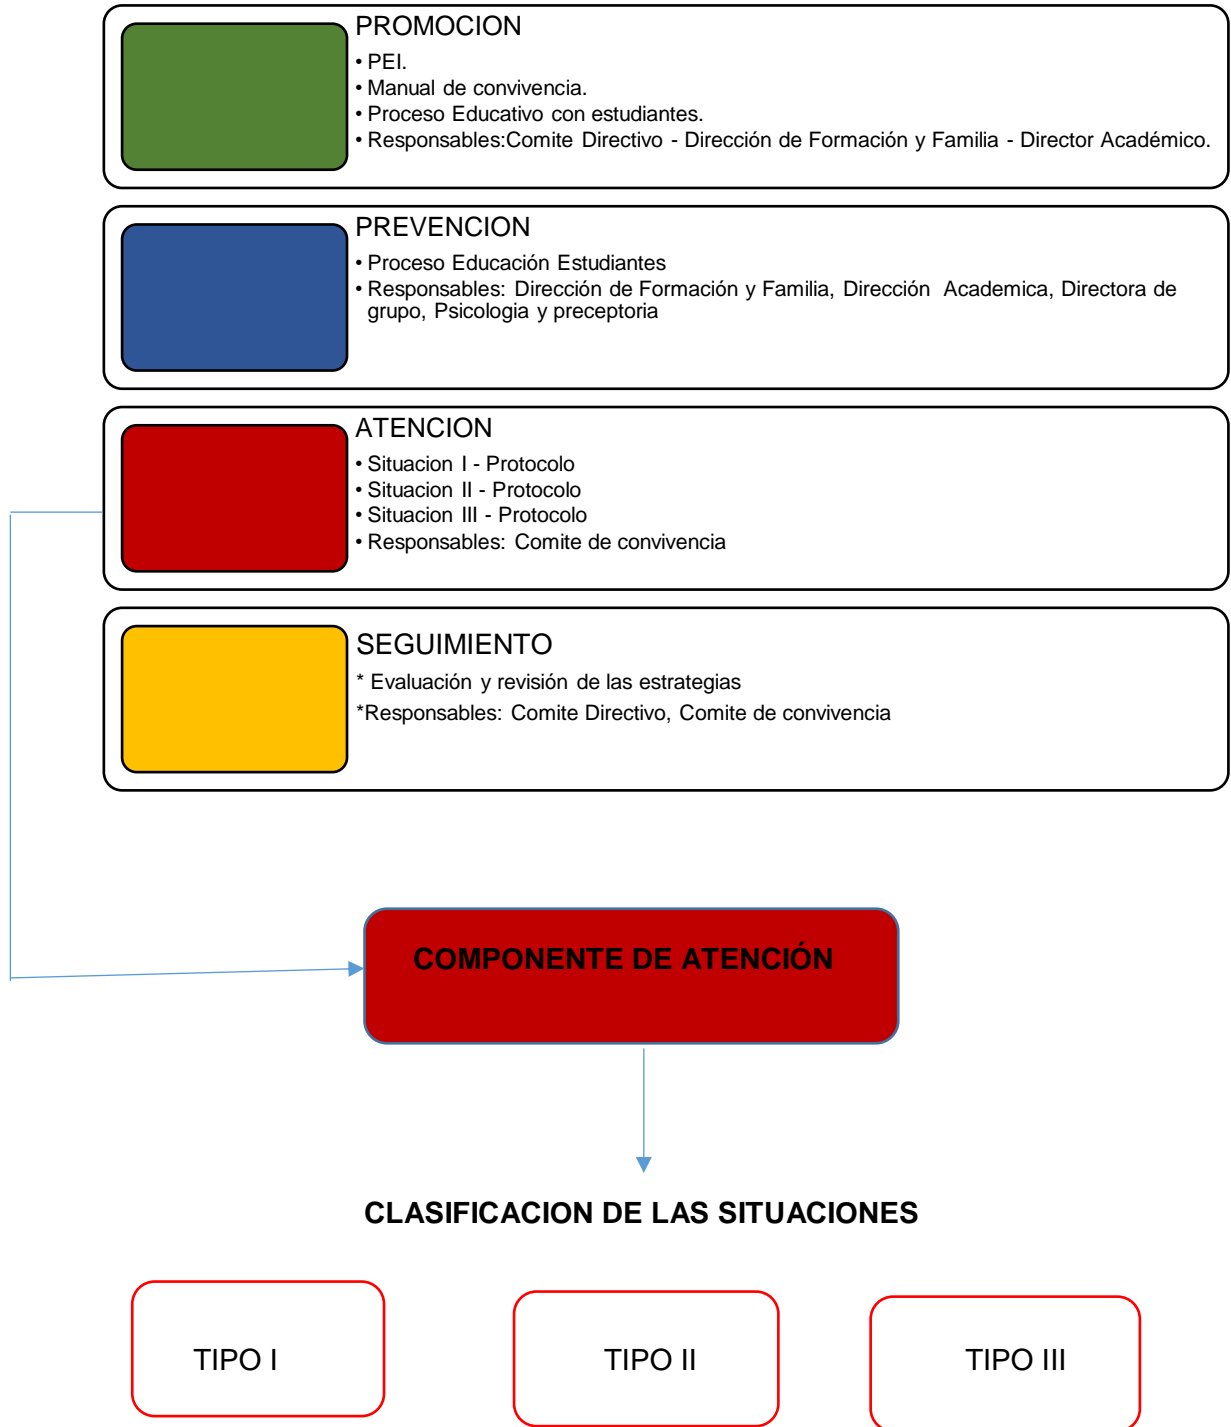 PROMOCION
• PEI.
• Manual de convivencia.
• Proceso Educativo con estudiantes.
• Responsables:Comite Directivo - Dirección de Formación y Familia - Director Académico.
PREVENCION
• Proceso Educación Estudiantes
• Responsables: Dirección de Formación y Familia, Dirección Academica, Directora de
grupo, Psicologia y preceptoria
ATENCION
• Situacion I - Protocolo
• Situacion II - Protocolo
• Situacion III - Protocolo
• Responsables: Comite de convivencia
SEGUIMIENTO
* Evaluación y revisión de las estrategias
*Responsables: Comite Directivo, Comite de convivencia
COMPONENTE DE ATENCIÓN
CLASIFICACION DE LAS SITUACIONES
TIPO I
TIPO II
TIPO III